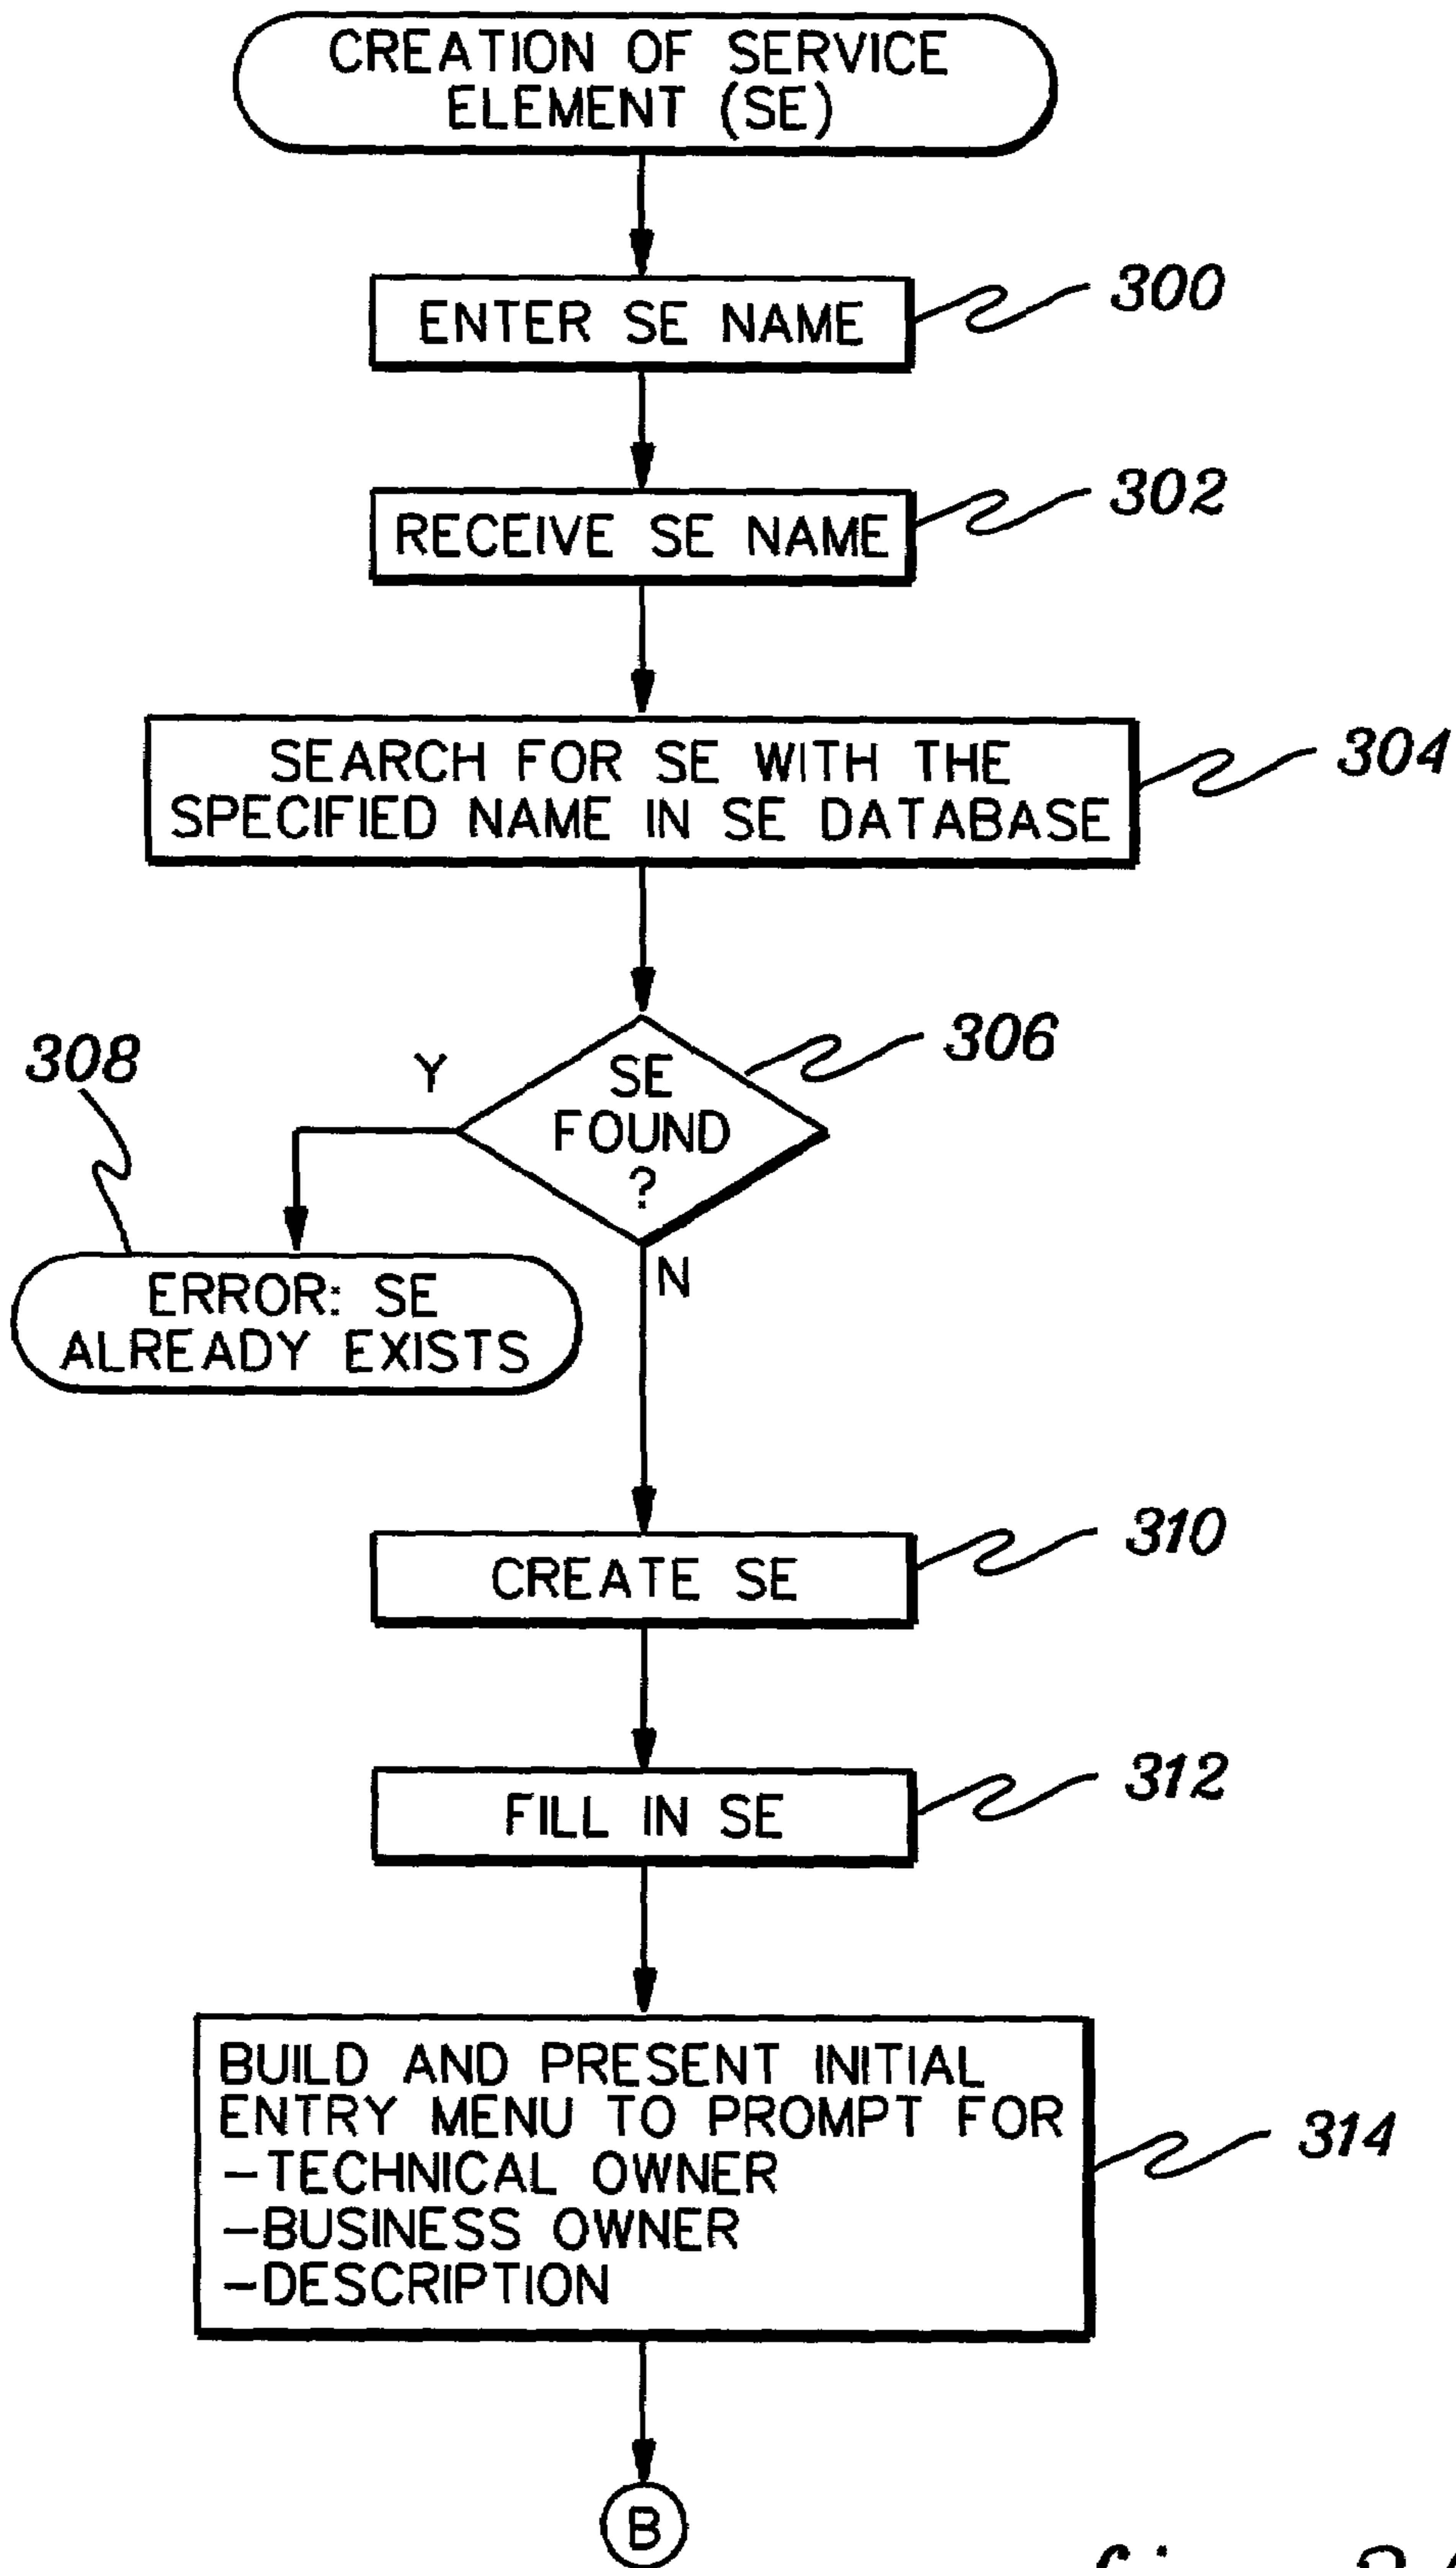 CREATION OF SERVICE
ELEMENT (SE)
ENTER SE NAME
300
RECEIVE SE NAME
302
SEARCH FOR SE WITH THE
SPECIFIED NAME IN SE DATABASE
304
SE
FOUND
?
306
Y
308
ERROR: SE
ALREADY EXISTS
N
CREATE SE
310
FILL IN SE
312
BUILD AND PRESENT INITIAL
ENTRY MENU TO PROMPT FOR
-TECHNICAL OWNER
-BUSINESS OWNER
-DESCRIPTION
314
B